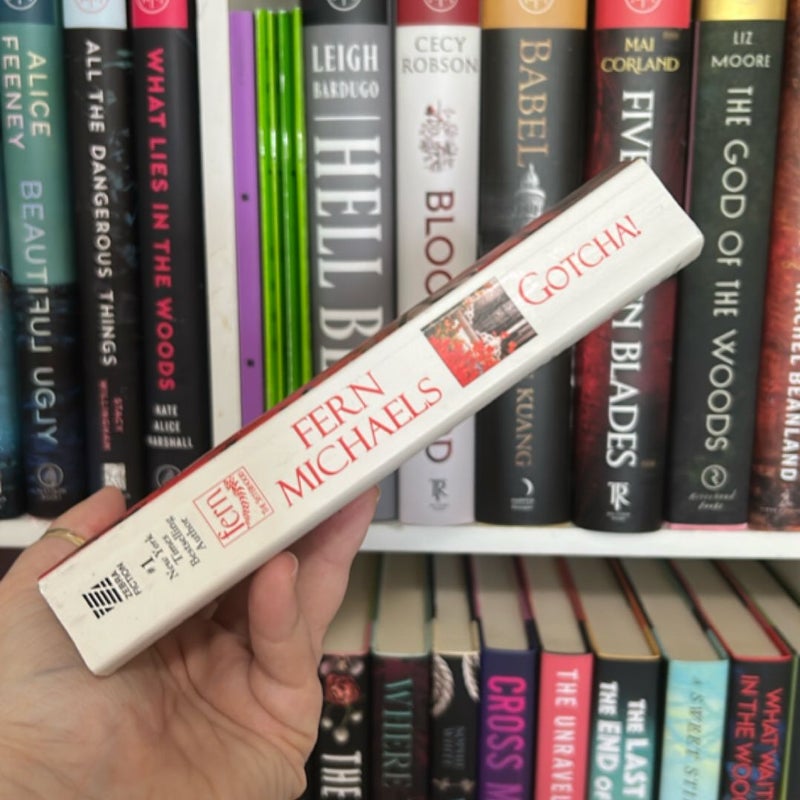 ALICE
FEENEY
BEAUTIFUL UGLY
ALL THE DANGEROUS THINGS
STACY
WILLINGHAM
WHAT LIES IN THE WOODS
KATE
ALICE
MARSHALL
LEIGH
BARDUGO
HELL B
CECY
ROBSON
BLOO
D
BABEL
KUANG
MAI
CORLAND
FIVE
N BLADES
LIZ
MOORE
THE GOD OF THE WOODS
RACHEL BEANLAND
GOTCHA!
FERN
MICHAELS
fern
#1
New York
Times
Bestselling
Author
ZEBRA
FICTION
THE
WHERE
CROSS M
THE UNRAVEL
THE LAST
THE END OF
A SWEET STI
WHAT WAIT
IN THE WOO